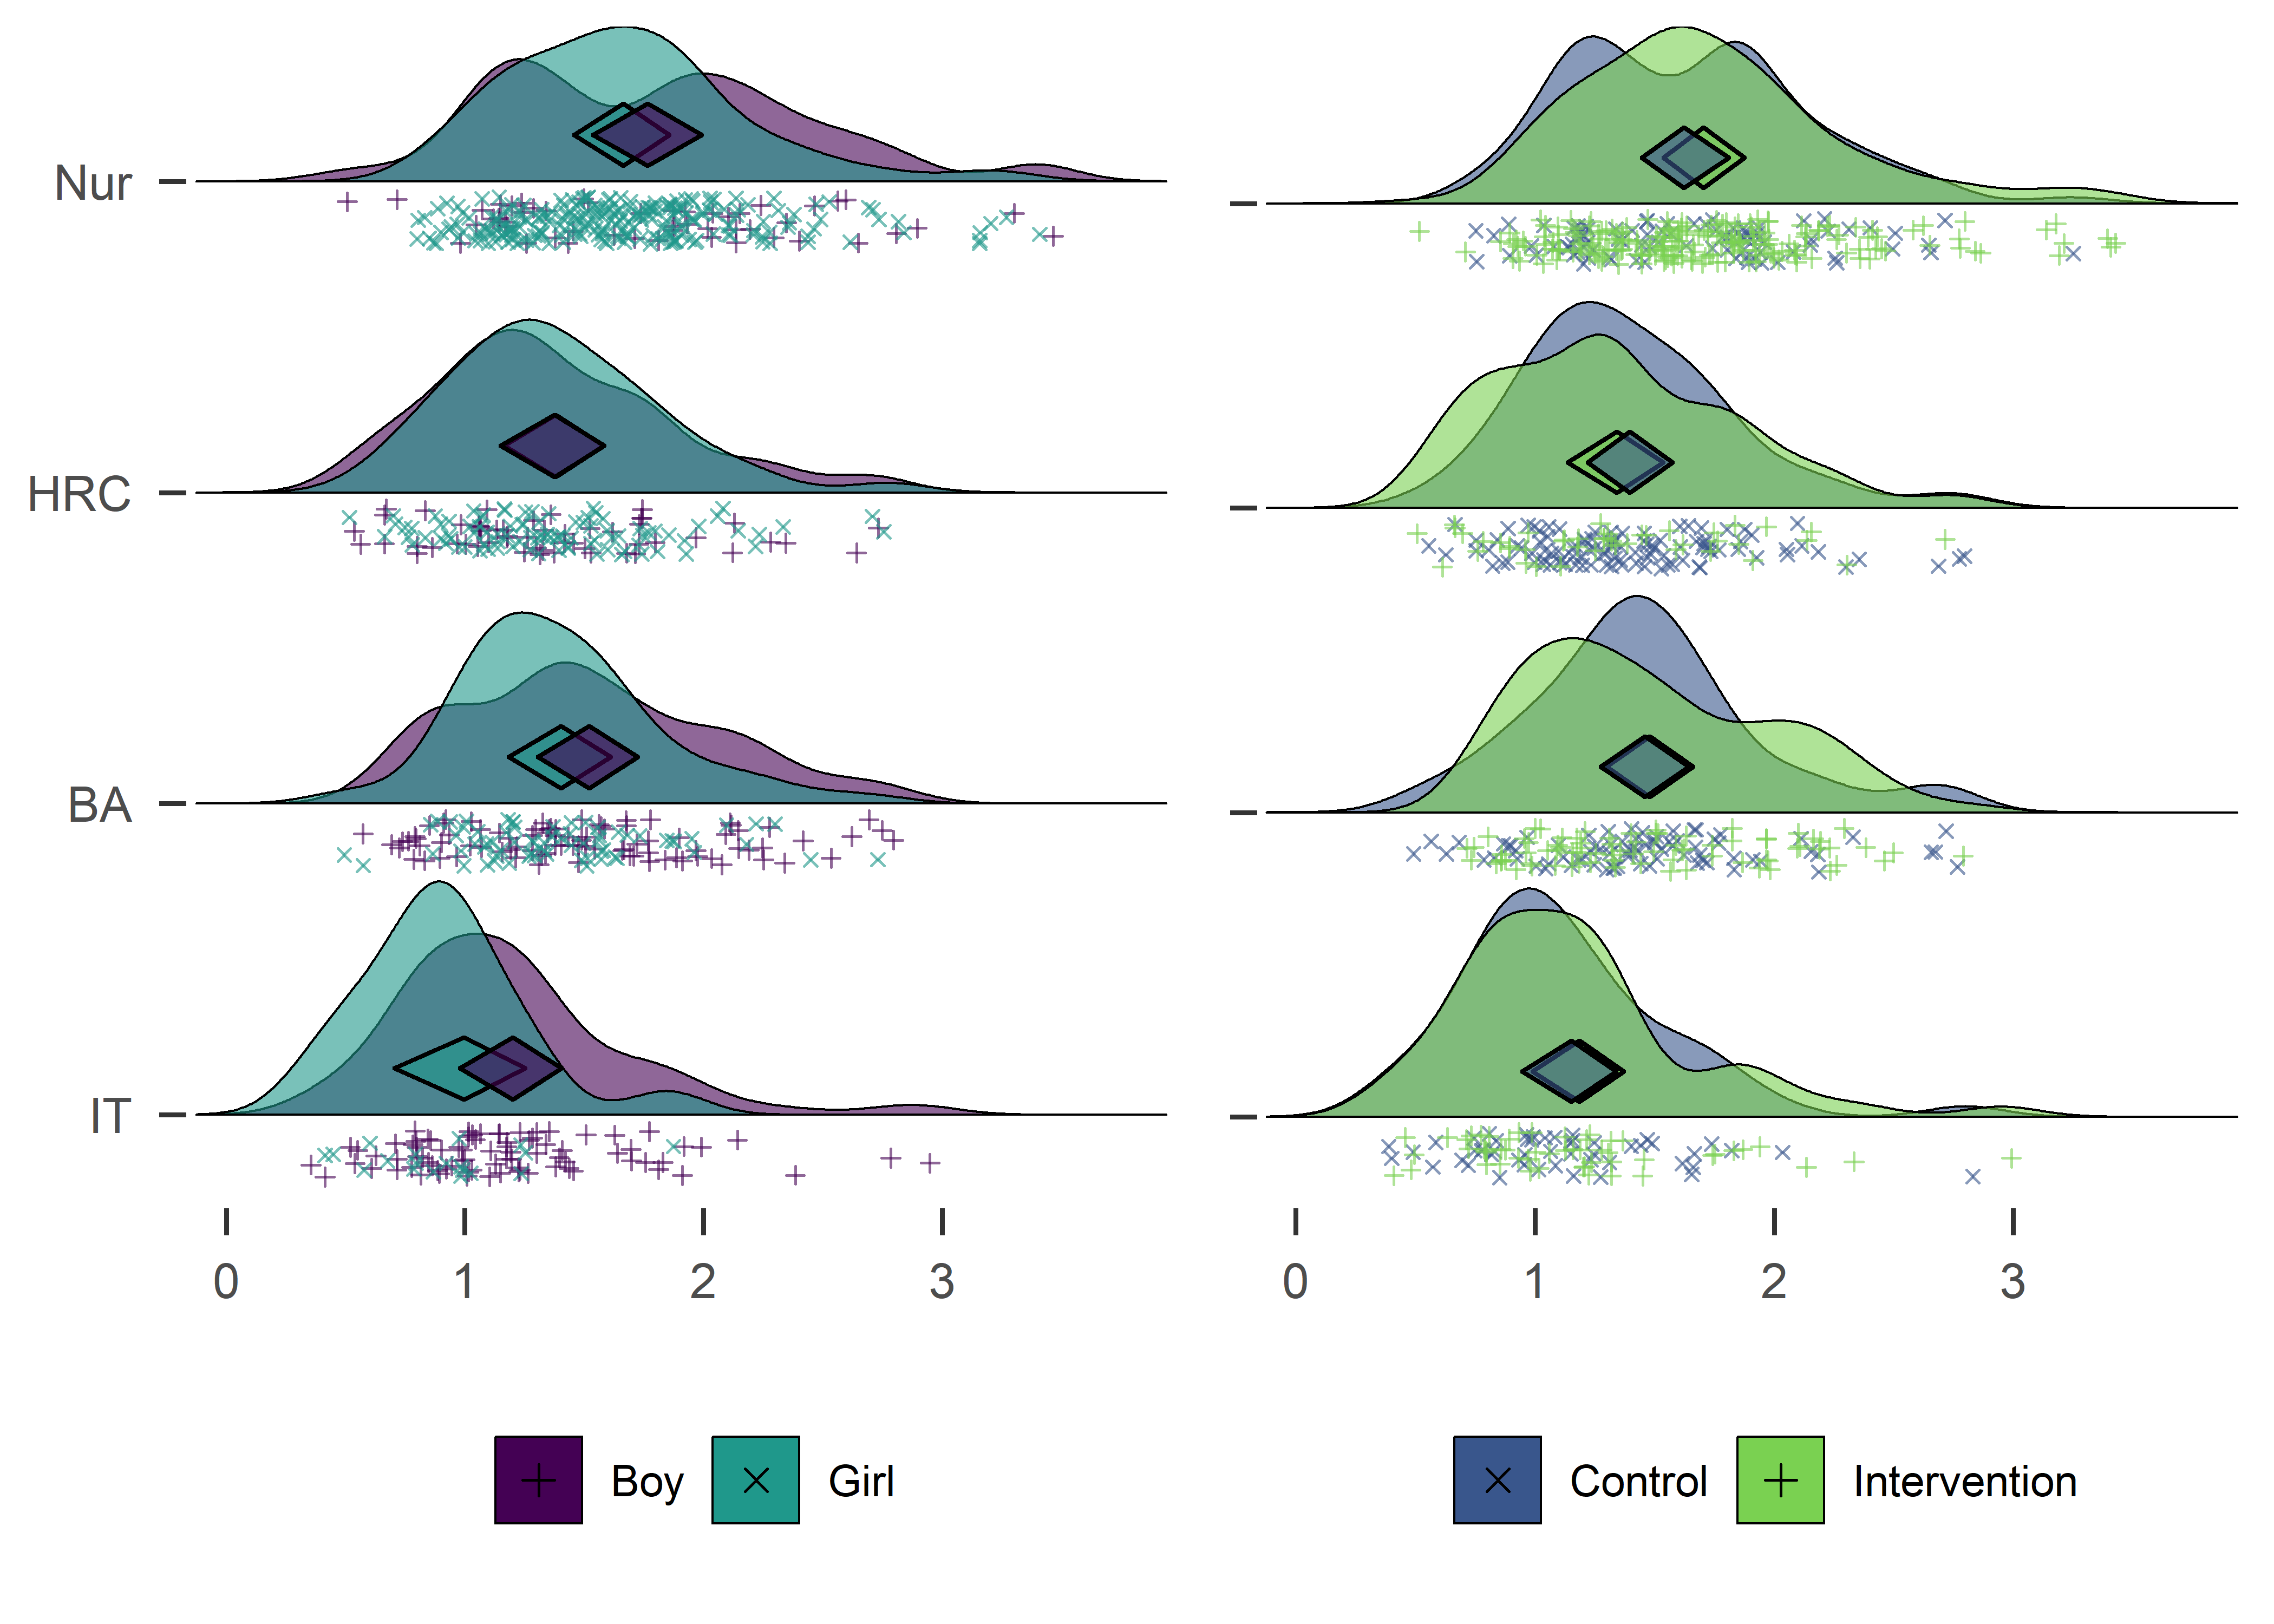 Nur
HRC
BA
IT
0 1 2 3
0 1 2 3
Boy Girl
Control Intervention